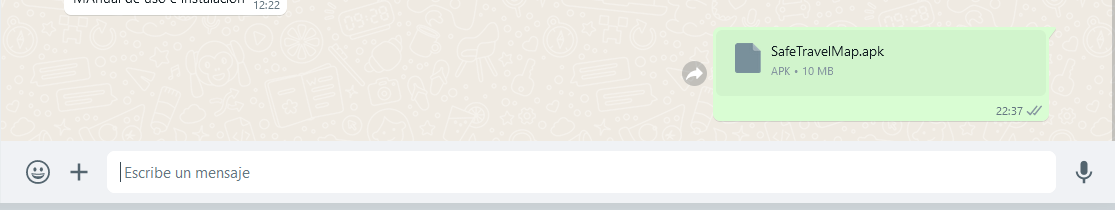 MAnual de uso e instalación
12:22
SafeTravelMap.apk
APK • 10 MB
22:37
Escribe un mensaje